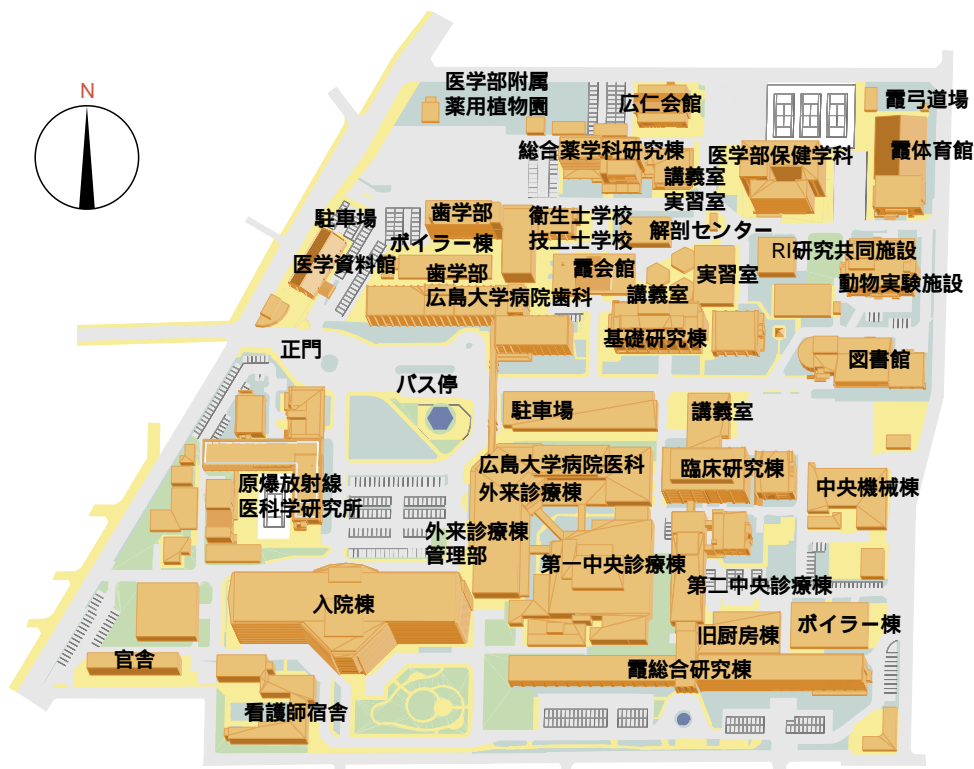 N
医学部附属
薬用植物園
広仁会館
霞弓道場
総合薬学科研究棟
医学部保健学科
霞体育館
講義室
実習室
駐車場
歯学部
衛生士学校
技工士学校
解剖センター
ボイラー棟
RI研究共同施設
医学資料館
歯学部
霞会館
実習室
動物実験施設
広島大学病院歯科
講義室
基礎研究棟
正門
図書館
バス停
駐車場
講義室
広島大学病院医科
外来診療棟
臨床研究棟
原爆放射線
医科学研究所
中央機械棟
外来診療棟
管理部
第一中央診療棟
第二中央診療棟
入院棟
旧厨房棟
ボイラー棟
官舎
霞総合研究棟
看護師宿舎